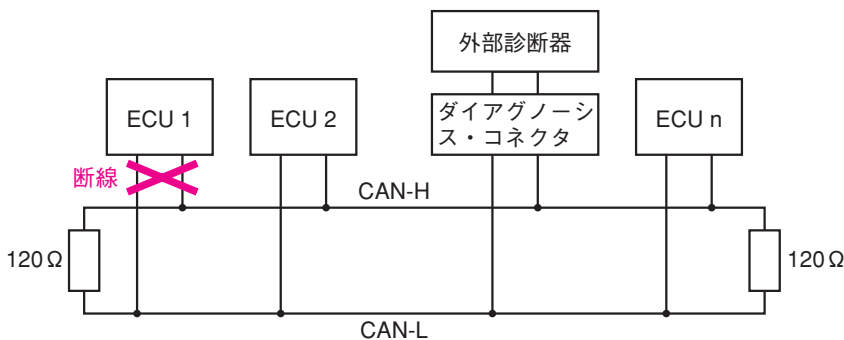 外部診断器
ECU 1
ECU 2
ダイアグノーシ
ス・コネクタ
ECU n
断線
CAN-H
120Ω
120Ω
CAN-L